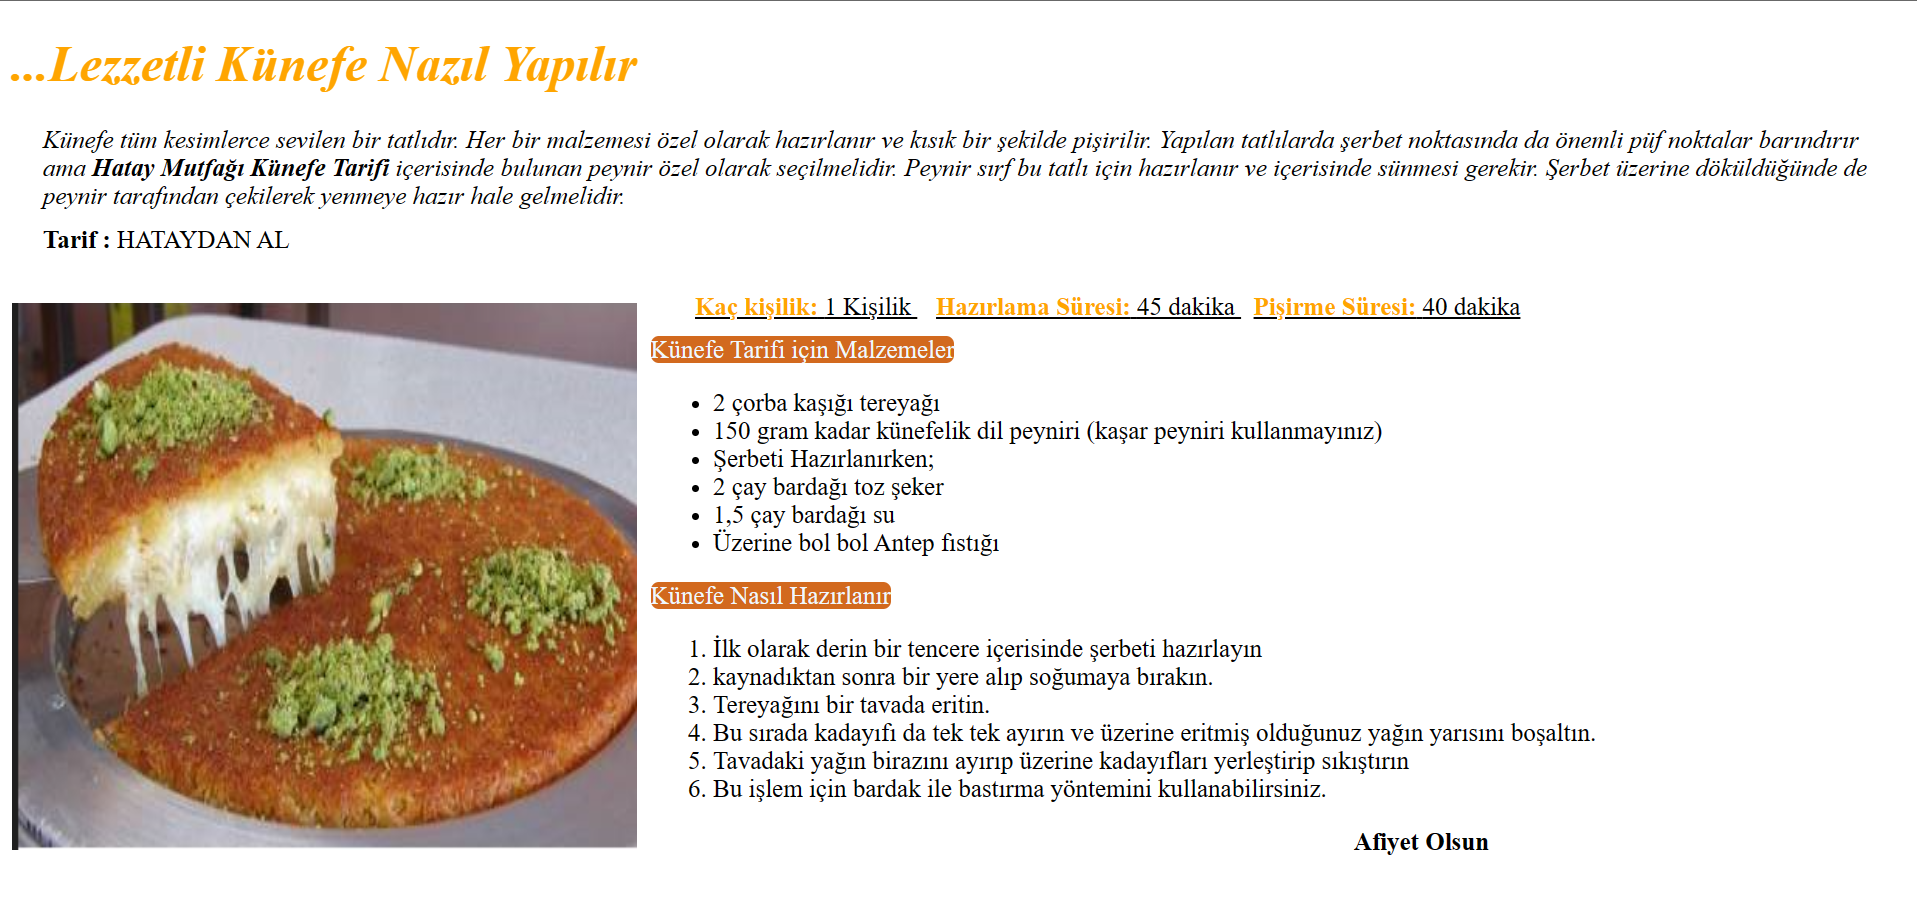 ...Lezzetli Künefe Nazıl Yapılır
Künefe tüm kesimlerce sevilen bir tatlıdır. Her bir malzemesi özel olarak hazırlanır ve kısık bir şekilde pişirilir. Yapılan tatlılarda şerbet noktasında da önemli püf noktalar barındırır
ama Hatay Mutfağı Künefe Tarifi içerisinde bulunan peynir özel olarak seçilmelidir. Peynir sırf bu tatlı için hazırlanır ve içerisinde sünmesi gerekir. Şerbet üzerine döküldüğünde de
peynir tarafından çekilerek yenmeye hazır hale gelmelidir.
Tarif : HATAYDAN AL
Kaç kişilik: 1 Kişilik Hazırlama Süresi: 45 dakika Pişirme Süresi: 40 dakika
Künefe Tarifi için Malzemeler
• 2 çorba kaşığı tereyağı
• 150 gram kadar künefelik dil peyniri (kaşar peyniri kullanmayınız)
• Şerbeti Hazırlanırken;
• 2 çay bardağı toz şeker
• 1,5 çay bardağı su
• Üzerine bol bol Antep fıstığı
Künefe Nasıl Hazırlanır
1. İlk olarak derin bir tencere içerisinde şerbeti hazırlayın
2. kaynadıktan sonra bir yere alıp soğumaya bırakın.
3. Tereyağını bir tavada eritin.
4. Bu sırada kadayıfı da tek tek ayırın ve üzerine eritmiş olduğunuz yağın yarısını boşaltın.
5. Tavadaki yağın birazını ayırıp üzerine kadayıfları yerleştirip sıkıştırın
6. Bu işlem için bardak ile bastırma yöntemini kullanabilirsiniz.
Afiyet Olsun